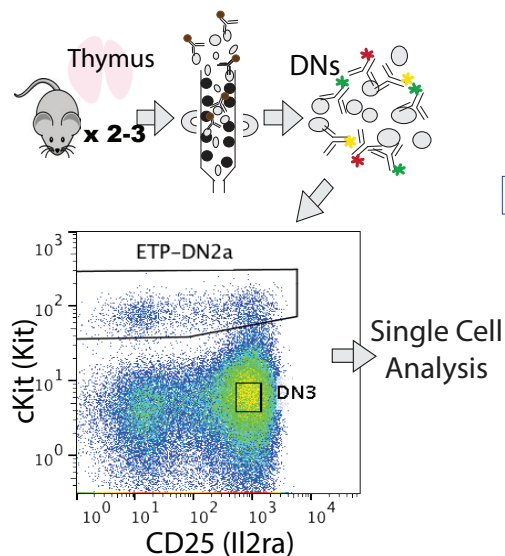 Thymus
x 2-3
DNs
ETP-DN2a
DN3
cKit (Kit)
10³
10²
10¹
10⁰
10⁰ 10¹ 10² 10³ 10⁴
CD25 (Il2ra)
Single Cell
Analysis